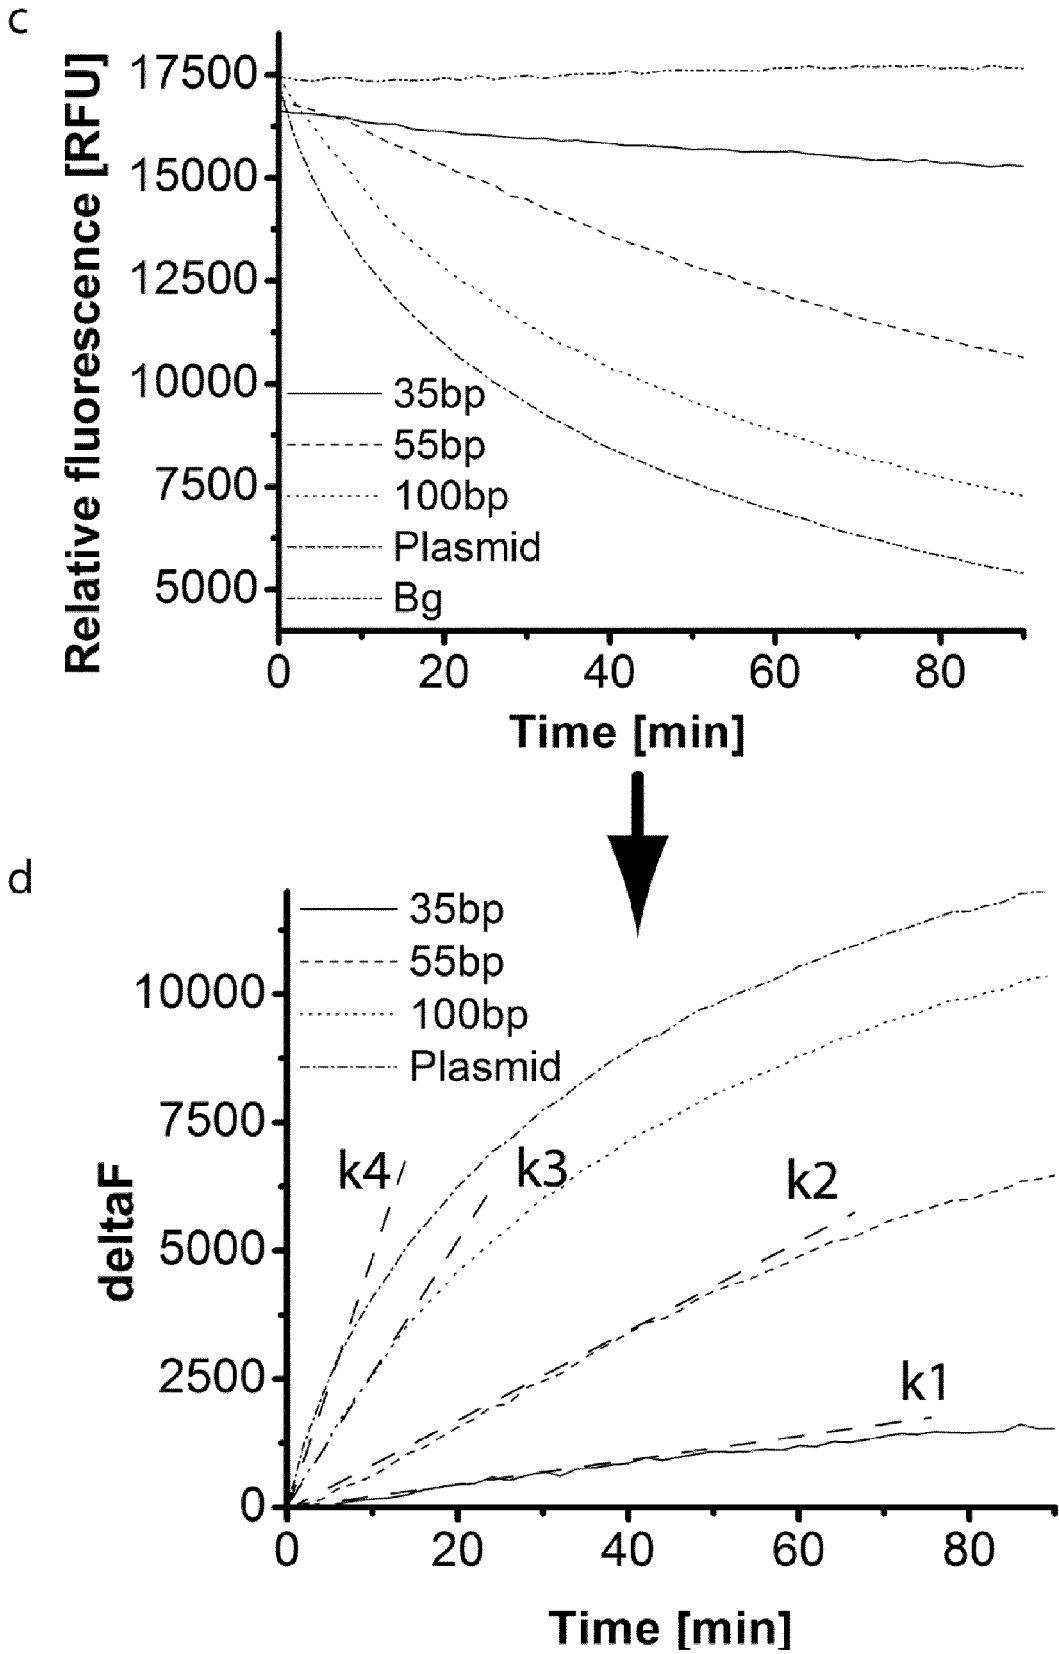 c
Relative fluorescence [RFU]
17500
15000
12500
10000
7500
5000
35bp
55bp
100bp
Plasmid
Bg
0 20 40 60 80
Time [min]
d
deltaF
10000
7500
5000
2500
0
35bp
55bp
100bp
Plasmid
k4
k3
k2
k1
0 20 40 60 80
Time [min]